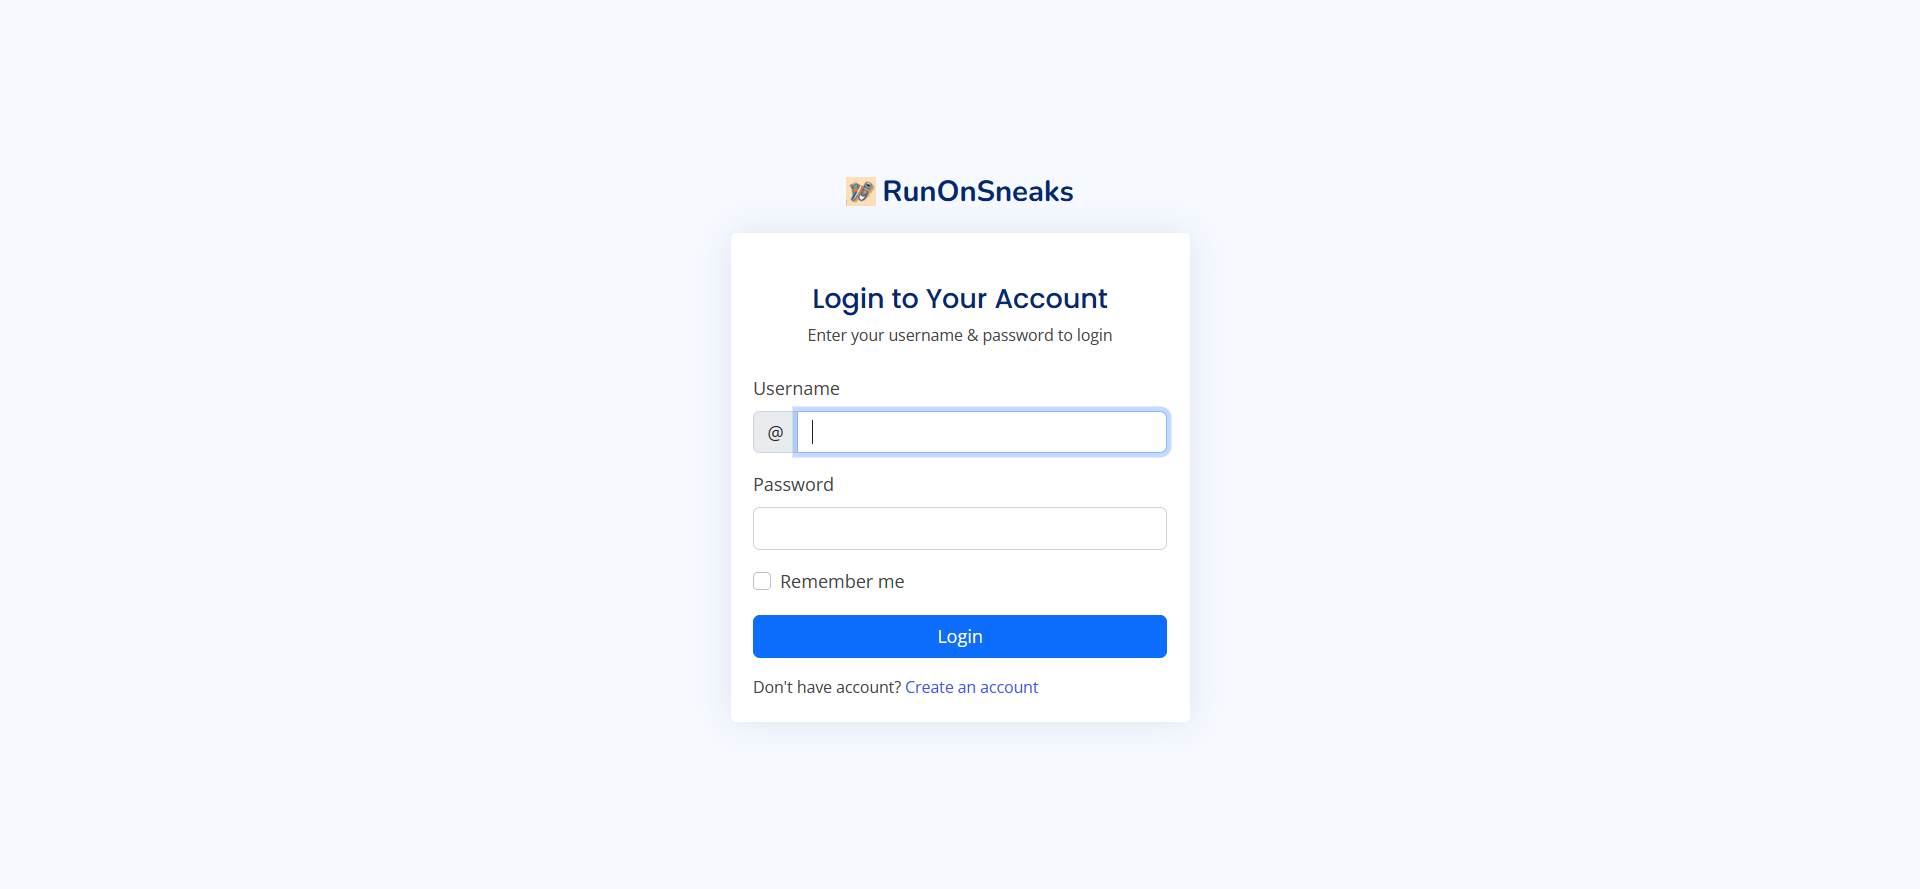 RunOnSneaks
Login to Your Account
Enter your username & password to login
Username
@
Password
Remember me
Login
Don't have account? Create an account